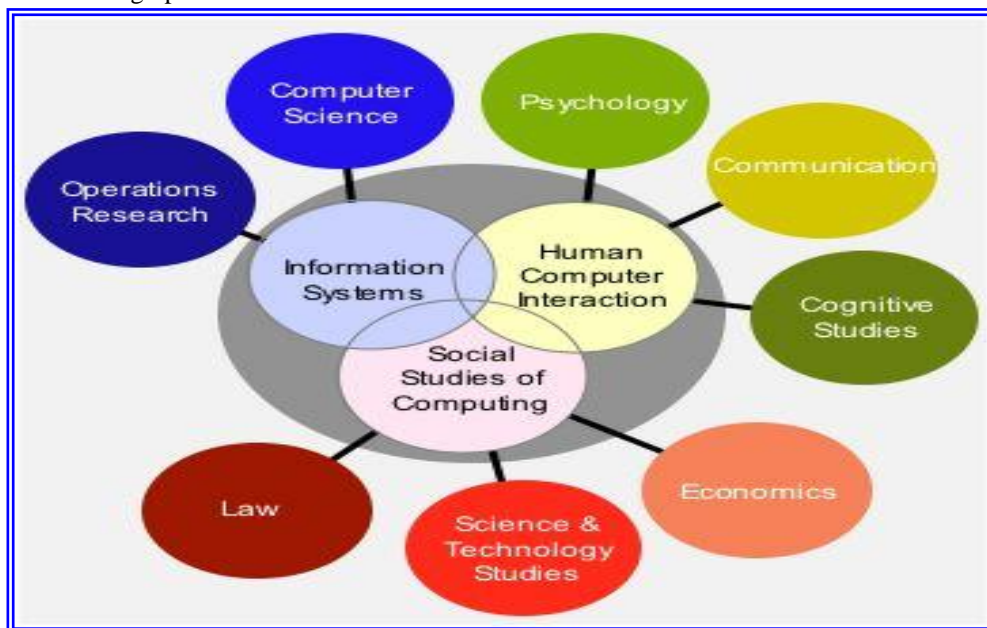 Computer
Science
Psychology
Communication
Operations
Research
Information
Systems
Human
Computer
Interaction
Cognitive
Studies
Social
Studies of
Computing
Law
Science &
Technology
Studies
Economics